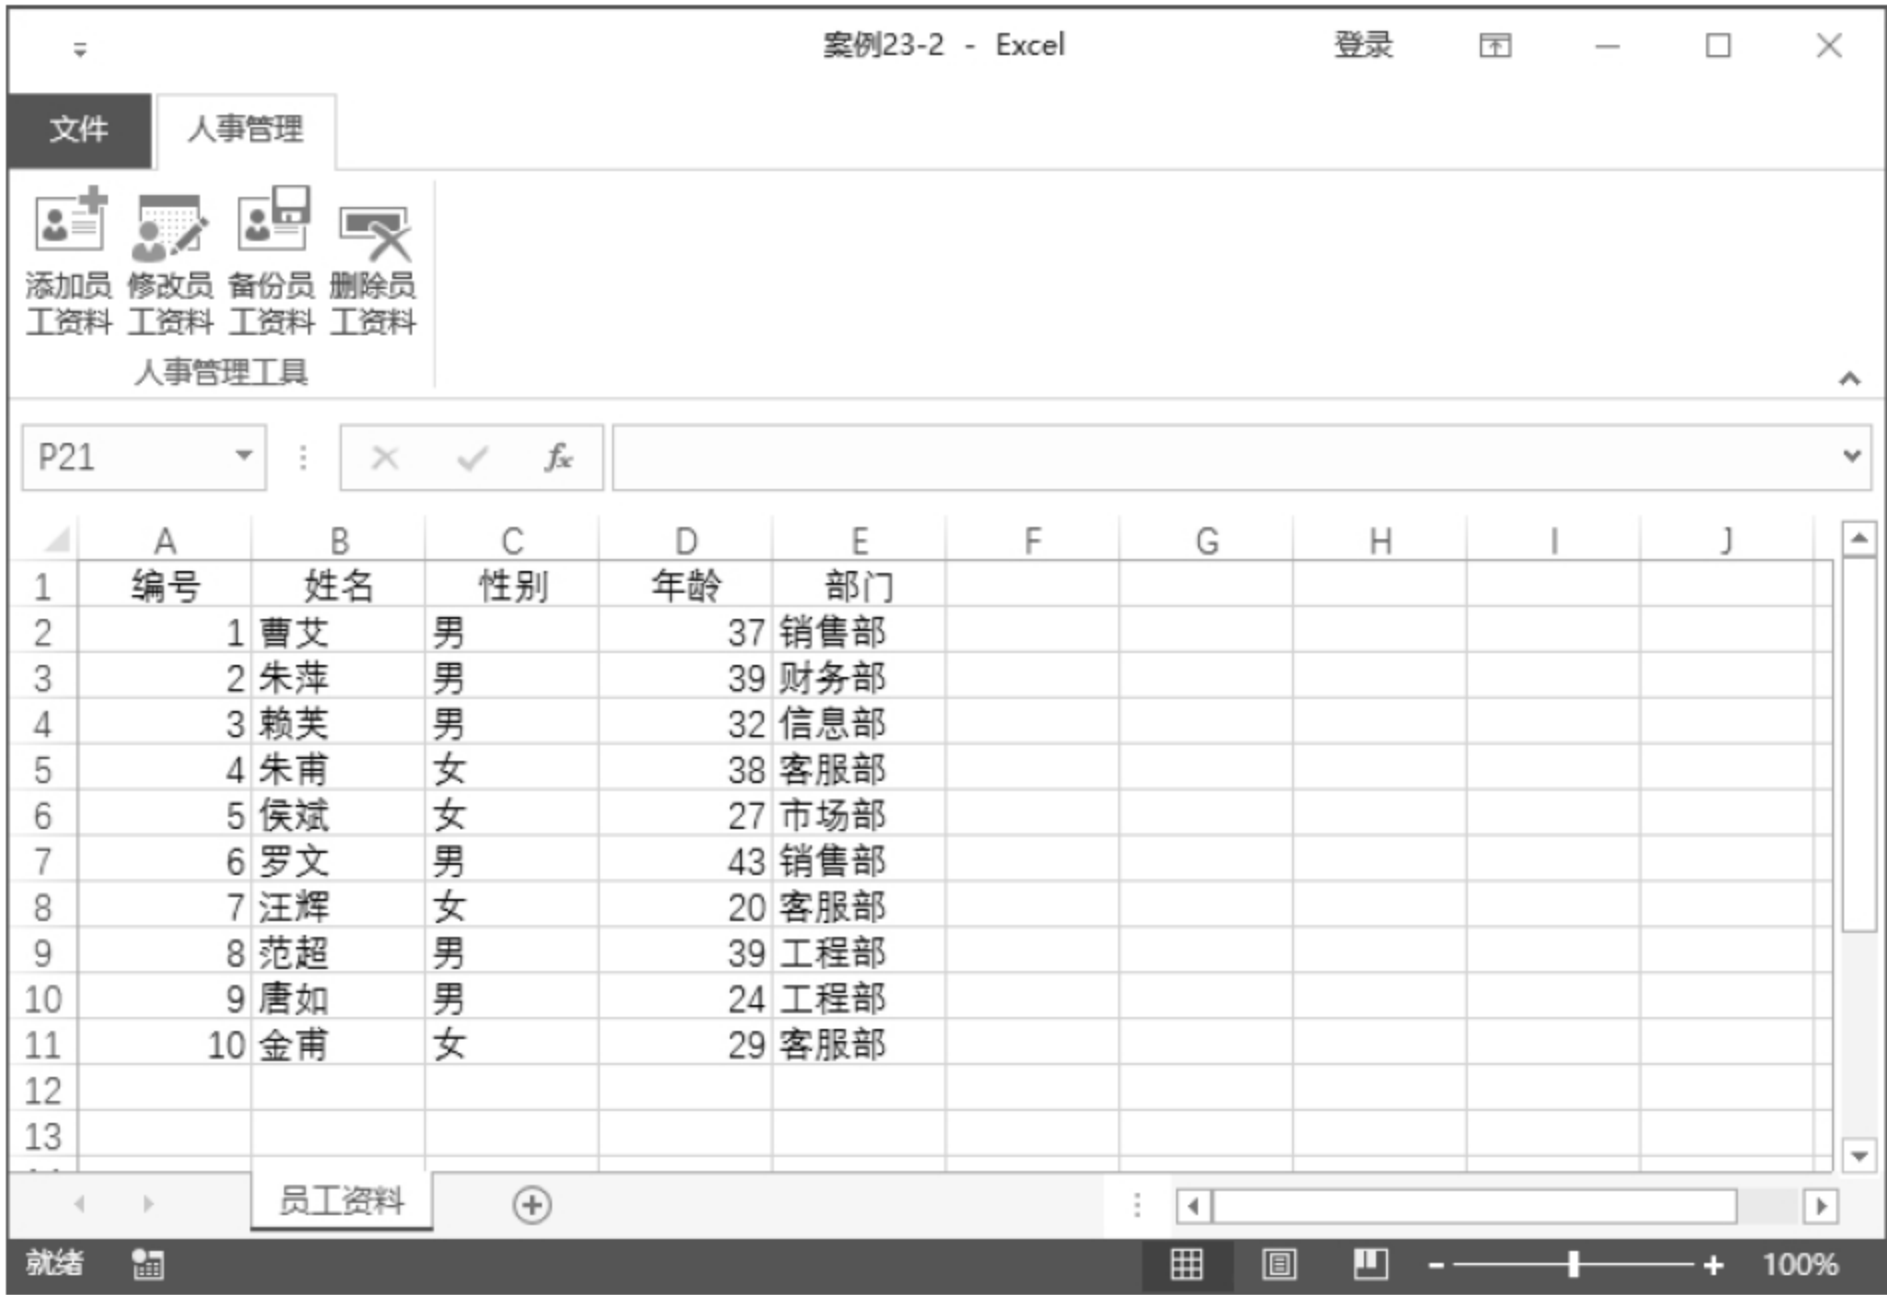 案例23-2 - Excel 登录
文件 人事管理
添加员 修改员 备份员 删除员
工资料 工资料 工资料 工资料
人事管理工具
P21 fx
A B C D E F G H I J
1 编号 姓名 性别 年龄 部门
2 1 曹艾 男 37 销售部
3 2 朱萍 男 39 财务部
4 3 赖芙 男 32 信息部
5 4 朱甫 女 38 客服部
6 5 侯斌 女 27 市场部
7 6 罗文 男 43 销售部
8 7 汪辉 女 20 客服部
9 8 范超 男 39 工程部
10 9 唐如 男 24 工程部
11 10 金甫 女 29 客服部
12
13
员工资料
就绪 100%